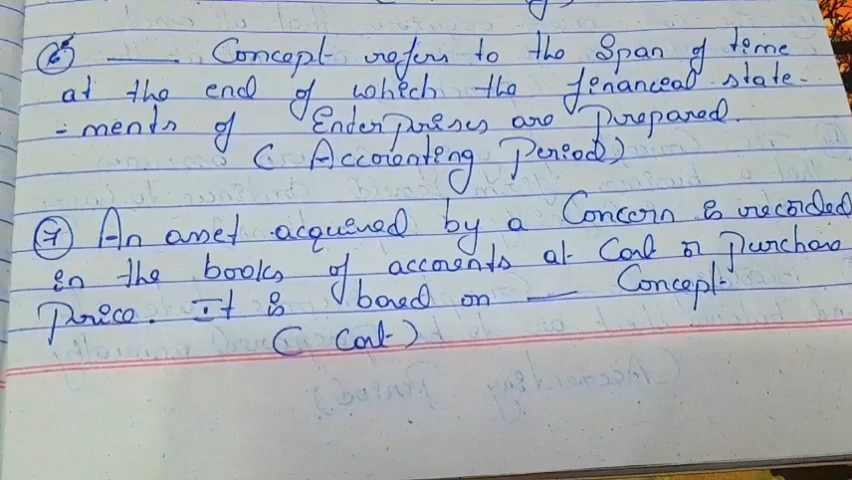 ⑥ ___ Concept refers to the Span of time
at the end of which the financial state-
- ments of Enterprises are Prepared.
( Accounting Period )
⑦ An asset acquired by a Concern is recorded
in the books of accounts at Cost or Purchase
Price. It is based on ___ Concept
( Cost )